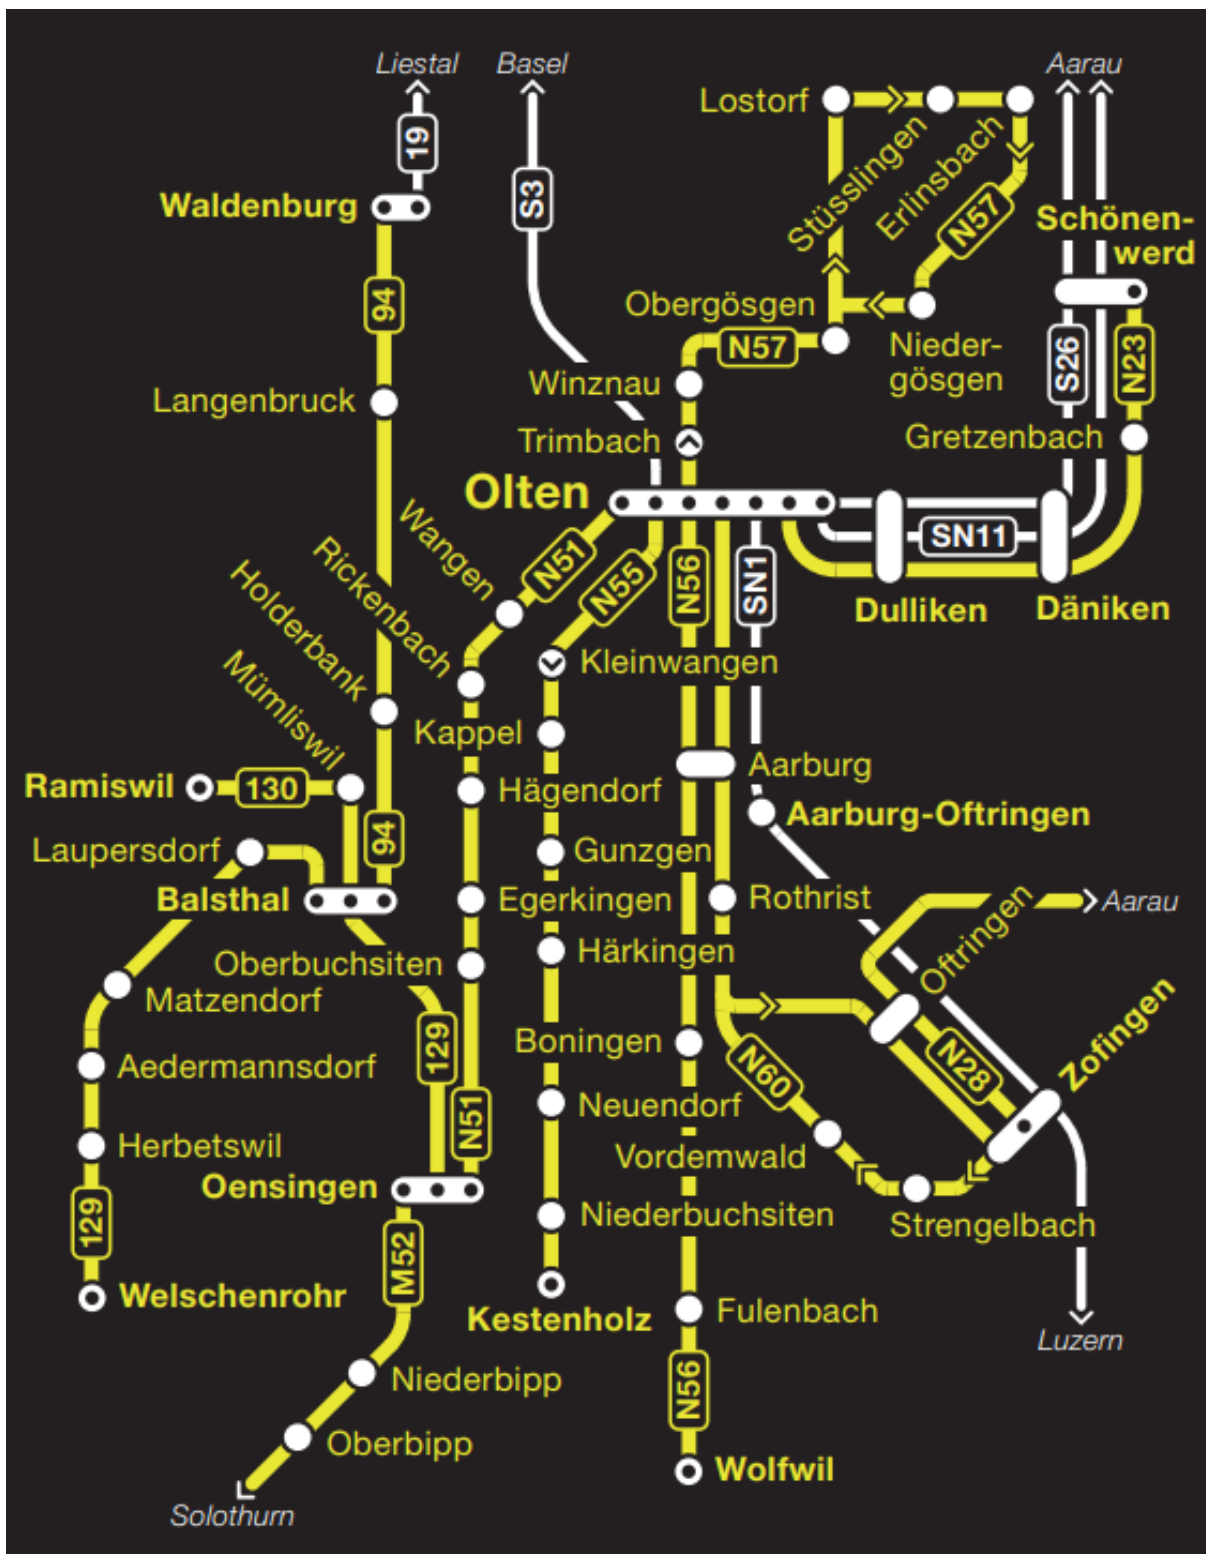 Liestal
Basel
Aarau
Lostorf
19
Stüsslingen
Erlinsbach
S3
Waldenburg
N57
Schönen-
werd
94
Obergösgen
N57
Nieder-
gösgen
S26
N23
Winznau
Langenbruck
Trimbach
Gretzenbach
Olten
Wangen
SN11
N51
N55
N56
SN1
Rickenbach
Dulliken
Däniken
Holderbank
Kleinwangen
Mümliswil
Kappel
Aarburg
Ramiswil
130
Hägendorf
Aarburg-Oftringen
94
Laupersdorf
Gunzgen
Balsthal
Egerkingen
Rothrist
Aarau
Oftringen
Oberbuchsiten
Härkingen
Matzendorf
129
Boningen
N60
N28
Zofingen
Aedermannsdorf
Neuendorf
N51
Herbetswil
Vordemwald
Oensingen
129
Niederbuchsiten
Strengelbach
M52
Welschenrohr
Kestenholz
Fulenbach
Luzern
Niederbipp
N56
Oberbipp
Wolfwil
Solothurn